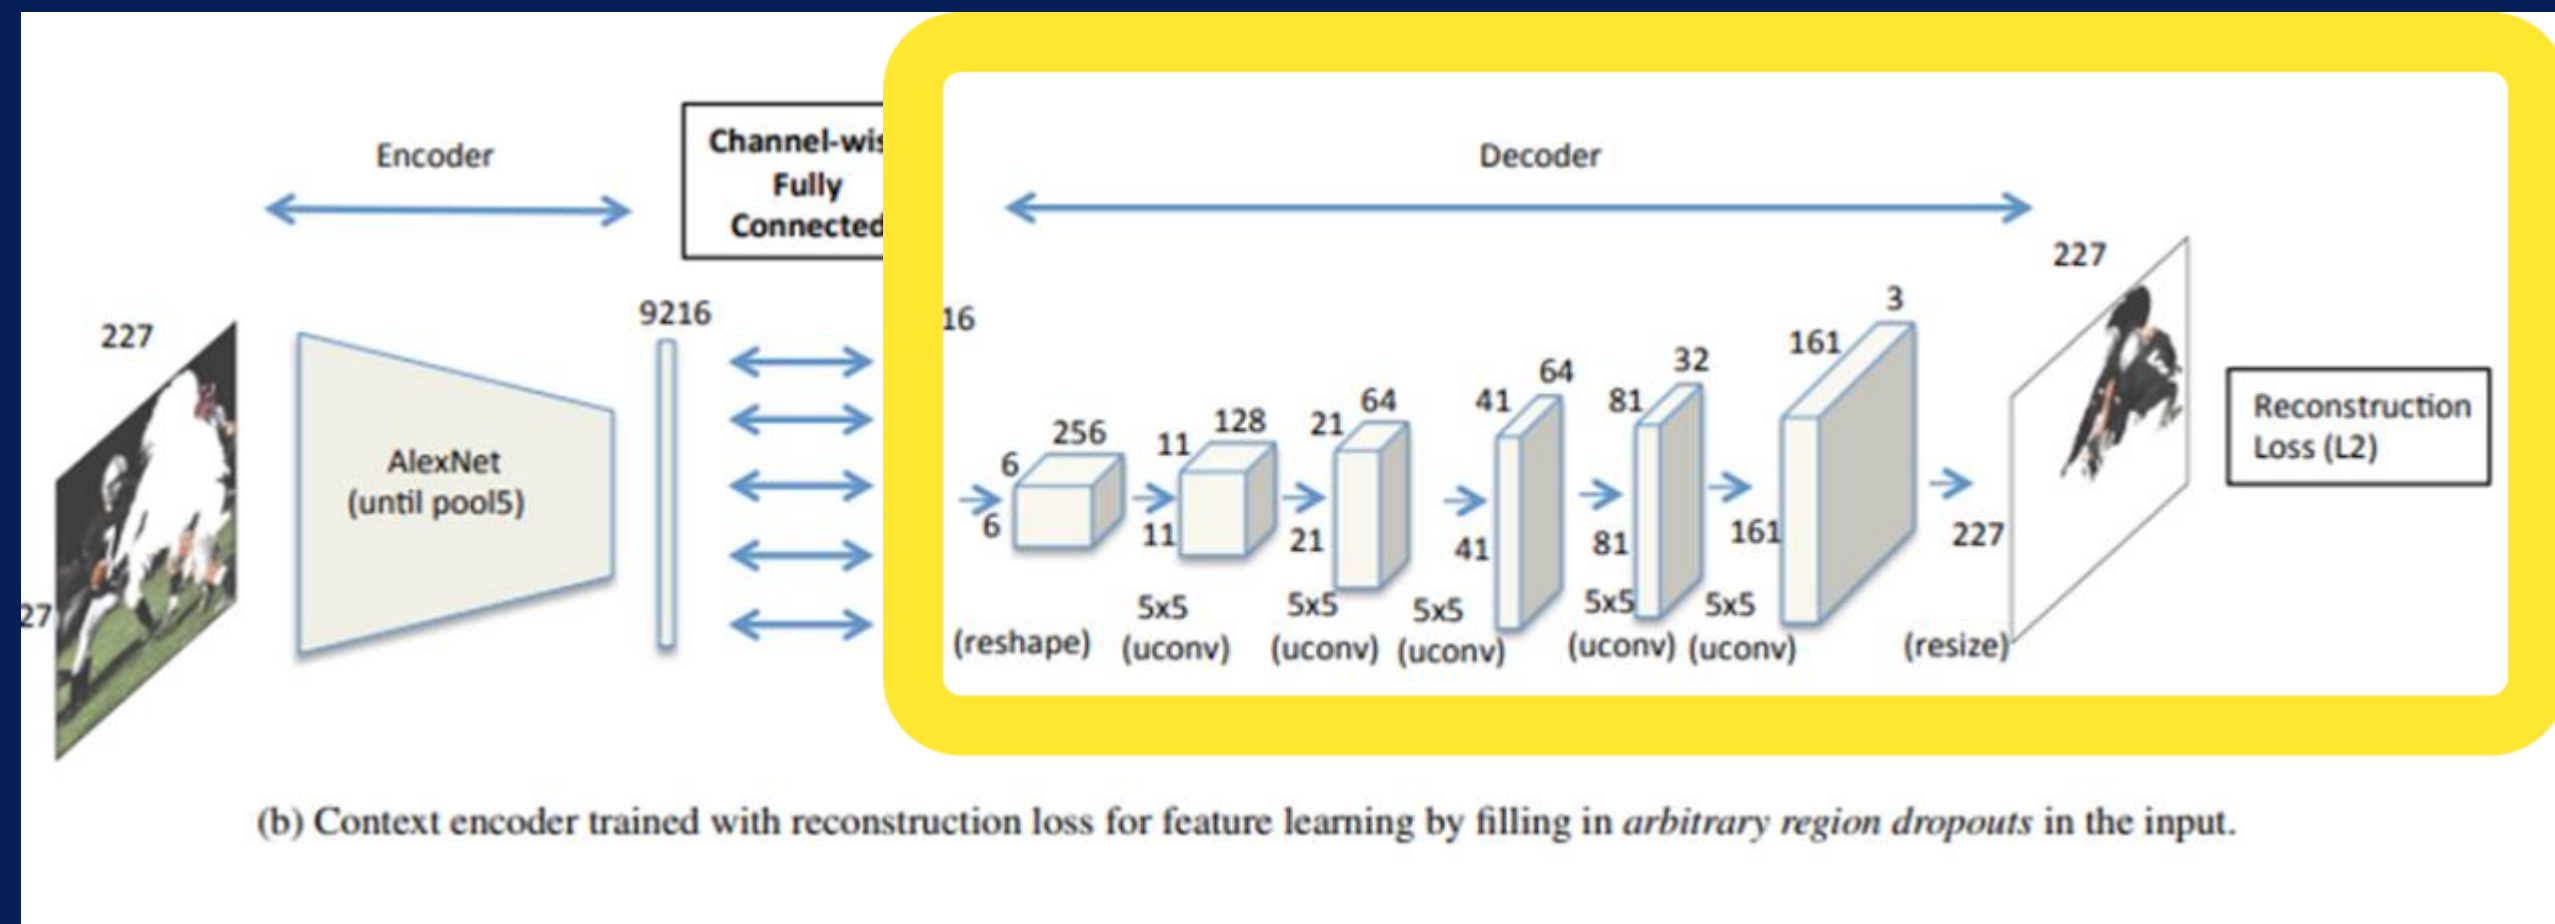 Encoder
Channel-wis
Fully
Connected
Decoder
227
27
AlexNet
(until pool5)
9216
16
6
256
6
(reshape)
11
128
11
5x5
(uconv)
21
64
21
5x5
(uconv)
41
64
41
5x5
(uconv)
81
32
81
5x5
(uconv)
161
3
161
5x5
(uconv)
227
227
(resize)
Reconstruction
Loss (L2)
(b) Context encoder trained with reconstruction loss for feature learning by filling in arbitrary region dropouts in the input.